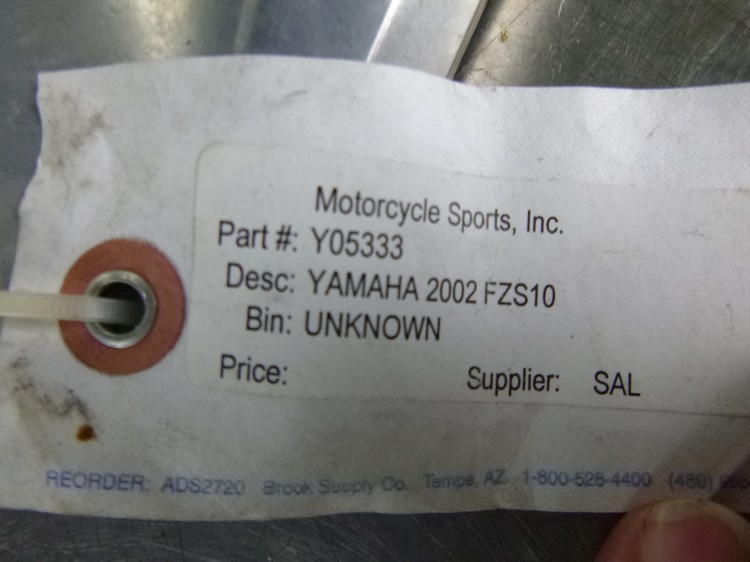 Motorcycle Sports, Inc.
Part #: Y05333
Desc: YAMAHA 2002 FZS10
Bin: UNKNOWN
Price: Supplier: SAL
REORDER: ADS2720 Brook Supply Co. Tempe, AZ 1-800-528-4400 (480)